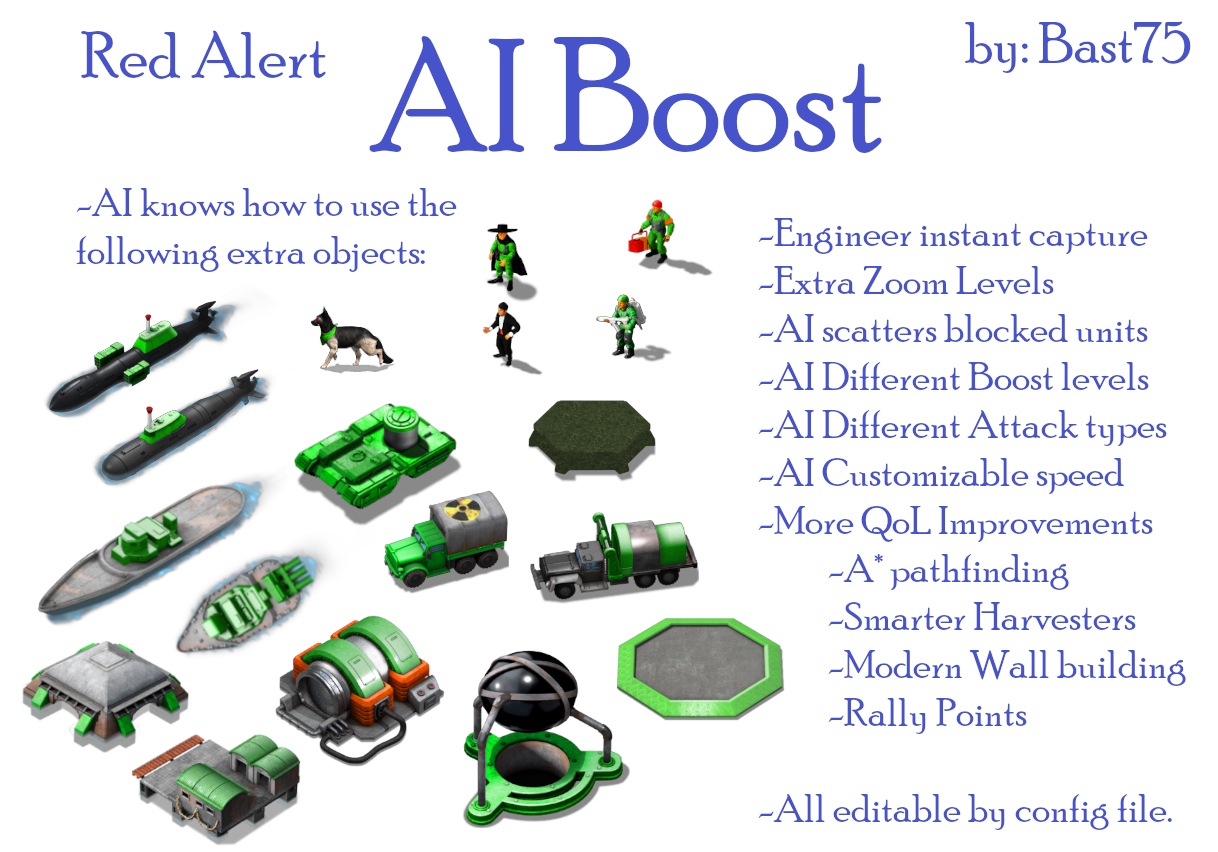 Red Alert
AI Boost
by: Bast75
-AI knows how to use the
following extra objects:
-Engineer instant capture
-Extra Zoom Levels
-AI scatters blocked units
-AI Different Boost levels
-AI Different Attack types
-AI Customizable speed
-More QoL Improvements
-A* pathfinding
-Smarter Harvesters
-Modern Wall building
-Rally Points
-All editable by config file.